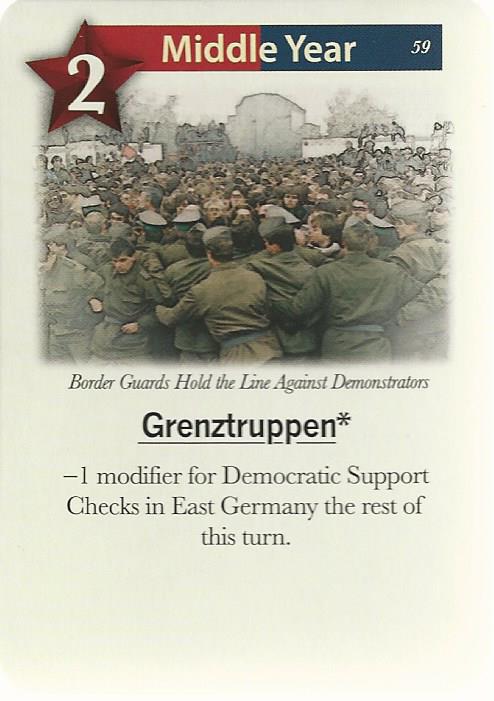 Middle Year
59
2
Border Guards Hold the Line Against Demonstrators
Grenztruppen*
−1 modifier for Democratic Support
Checks in East Germany the rest of
this turn.